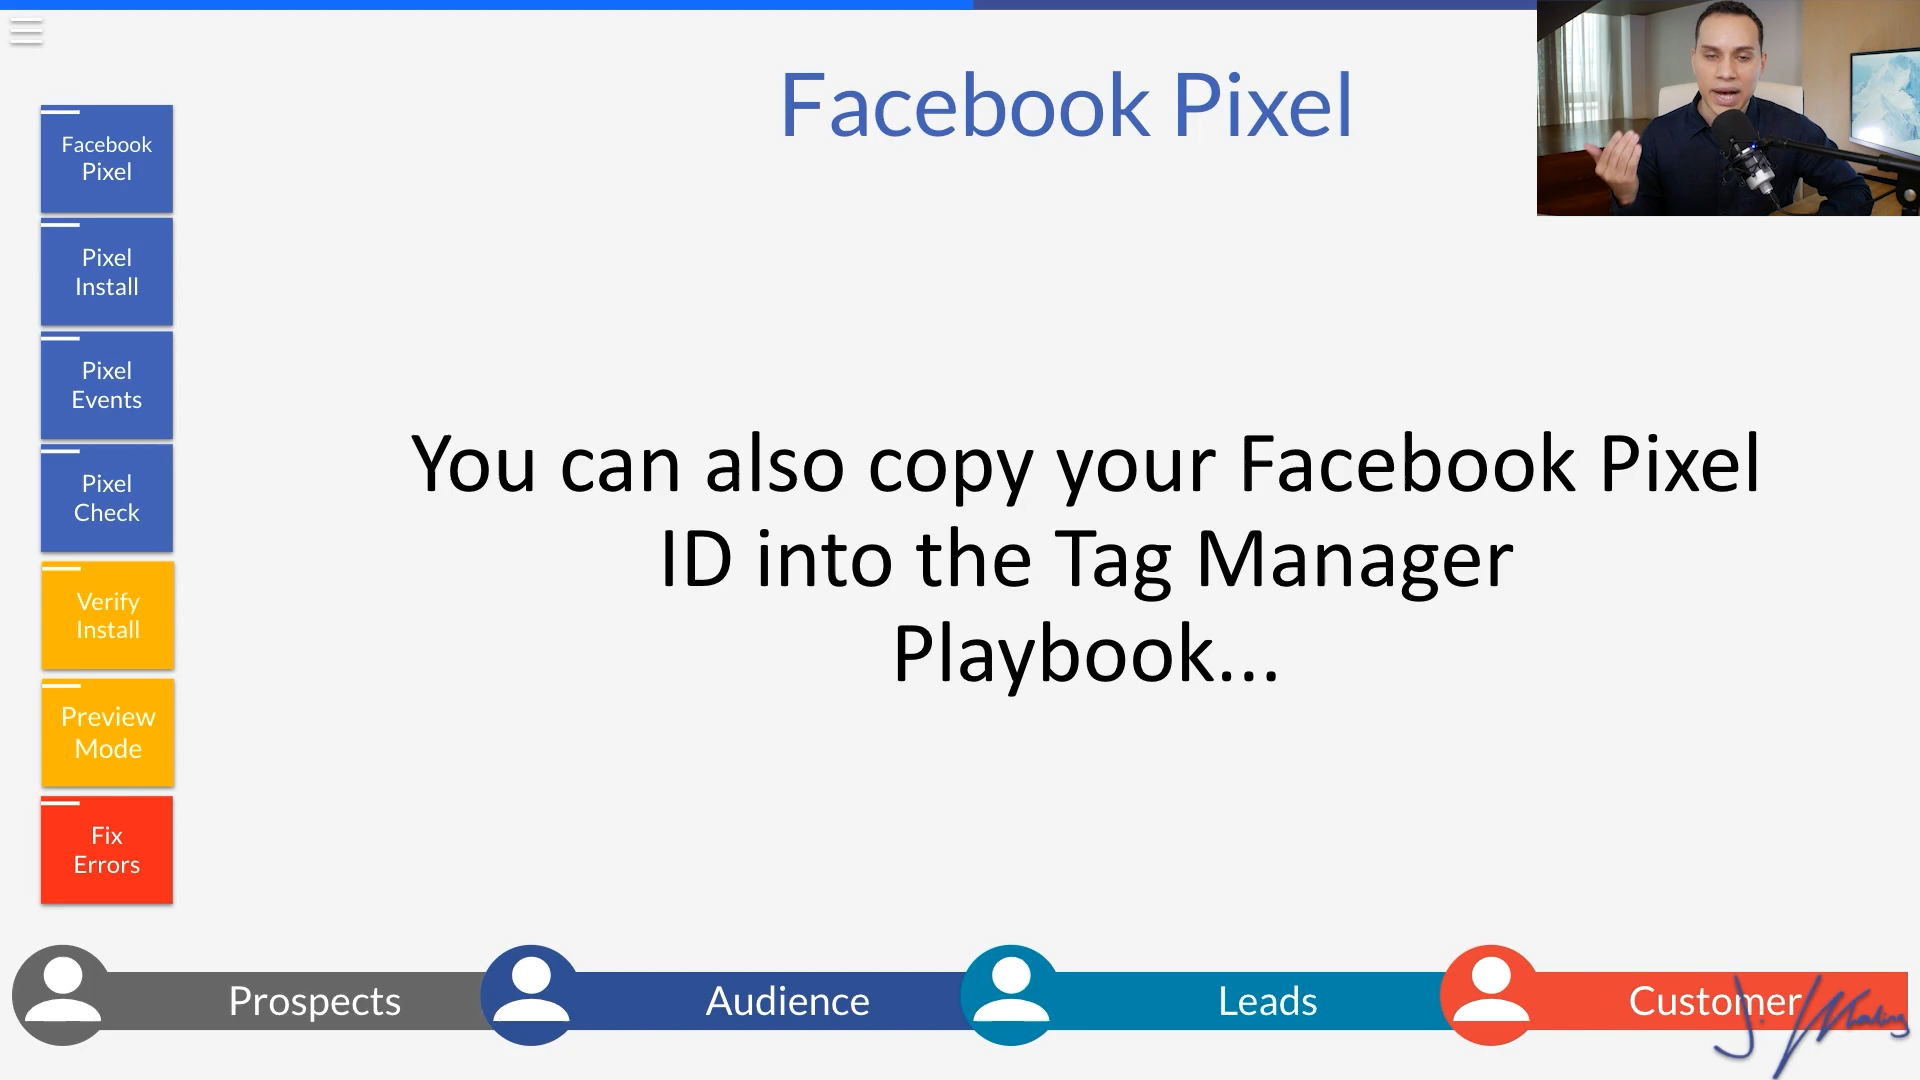 Facebook Pixel
Facebook
Pixel
Pixel
Install
Pixel
Events
Pixel
Check
Verify
Install
Preview
Mode
Fix
Errors
You can also copy your Facebook Pixel
ID into the Tag Manager
Playbook...
Prospects
Audience
Leads
Customer